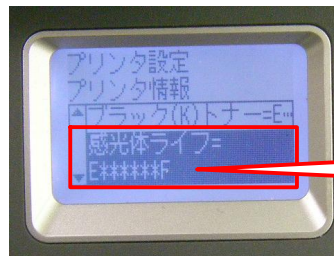 プリンタ設定
プリンタ情報
▲ブラック(K)トナー=E…
感光体ライフ=
▼E******F